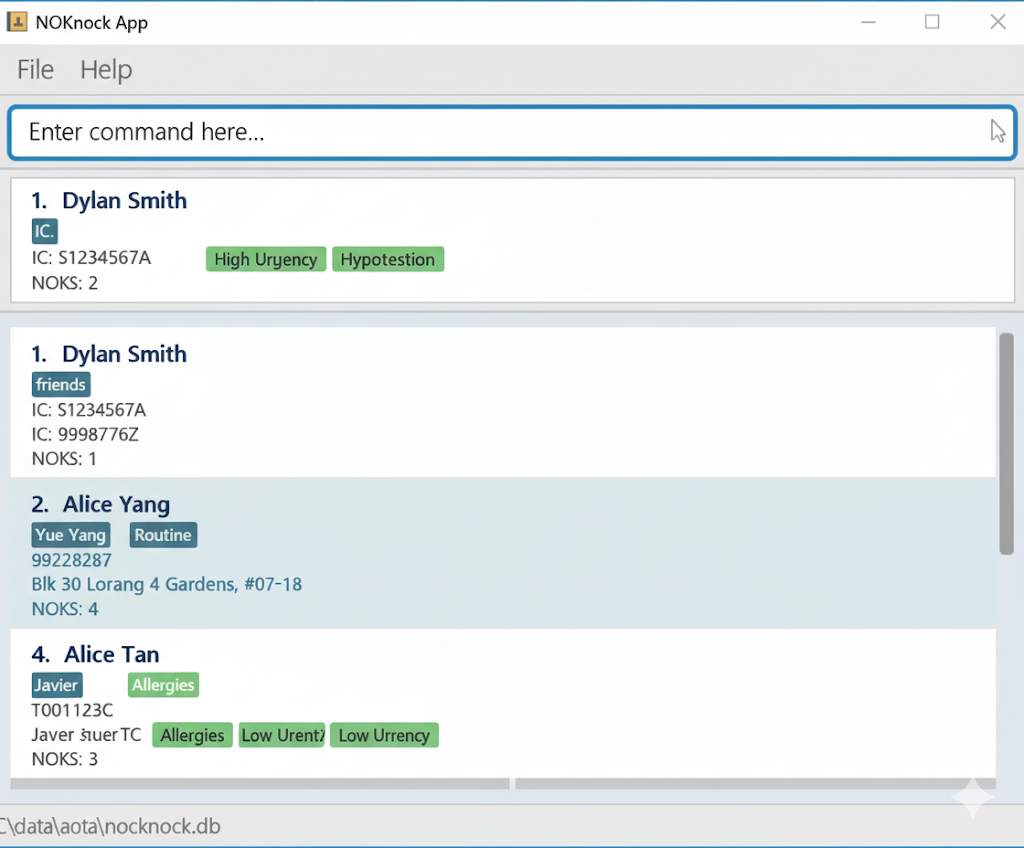 NOKnock App
File Help
Enter command here...
1. Dylan Smith
IC.
IC: S1234567A High Uryency Hypotestion
NOKS: 2
1. Dylan Smith
friends
IC: S1234567A
IC: 9998776Z
NOKS: 1
2. Alice Yang
Yue Yang Routine
99228287
Blk 30 Lorang 4 Gardens, #07-18
NOKS: 4
4. Alice Tan
Javier Allergies
T001123C
Javer TC Allergies Low Low Urrency
NOKS: 3
C\data\aota\nocknock.db